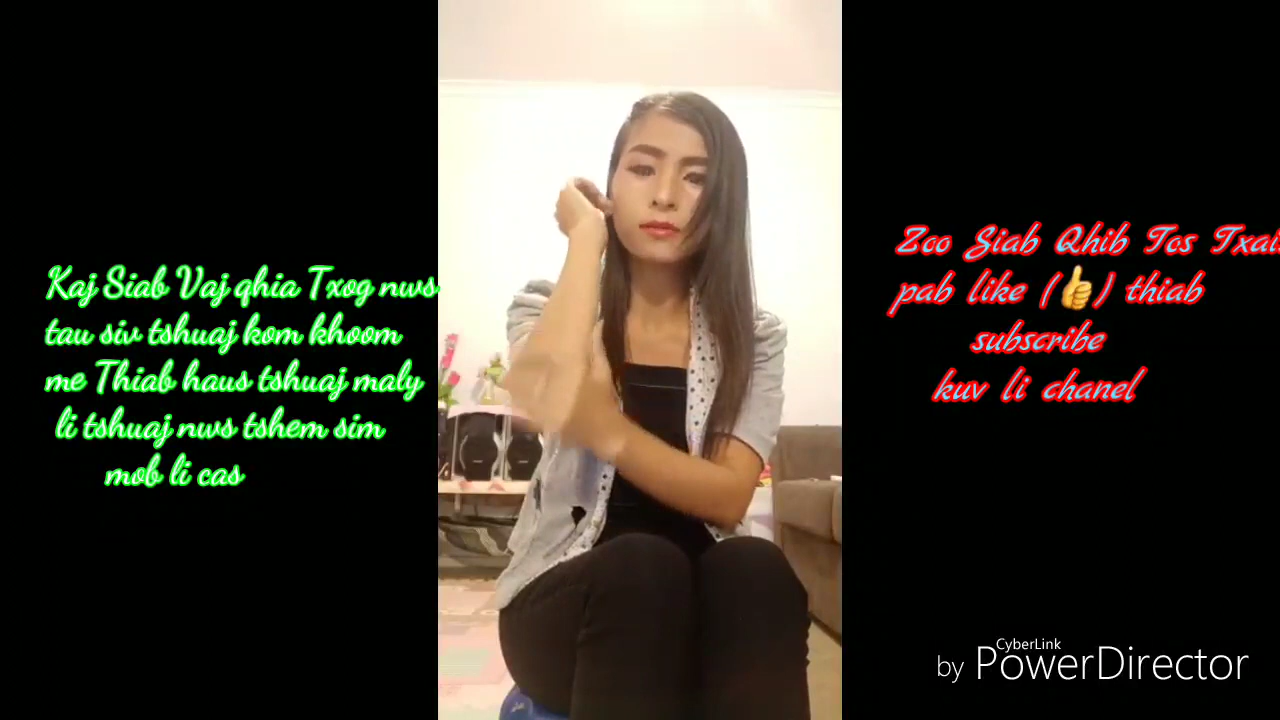 Kaj Siab Vaj qhia Txog nws
tau siv tshuaj kom khoom
me Thiab haus tshuaj maly
li tshuaj nws tshem sim
mob li cas
Zoo Siab Qhib Tos Txais
pab like (👍) thiab
subscribe
kuv li chanel
CyberLink
by PowerDirector